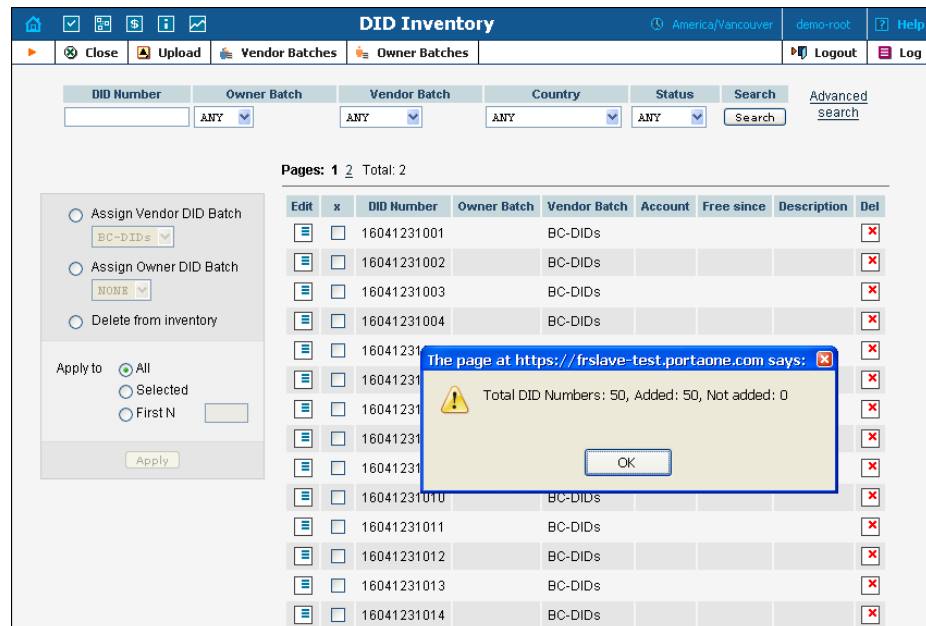 DID Inventory America/Vancouver demo-root ? Help
Close Upload Vendor Batches Owner Batches Logout Log
DID Number Owner Batch Vendor Batch Country Status Search Advanced search
ANY ANY ANY ANY Search
Pages: 1 2 Total: 2
Assign Vendor DID Batch
BC-DIDs
Assign Owner DID Batch
NONE
Delete from inventory
Apply to All
Selected
First N
Apply
Edit x DID Number Owner Batch Vendor Batch Account Free since Description Del
16041231001 BC-DIDs
16041231002 BC-DIDs
16041231003 BC-DIDs
16041231004 BC-DIDs
16041231
16041231
16041231
16041231
16041231
16041231010 BC-DIDs
16041231011 BC-DIDs
16041231012 BC-DIDs
16041231013 BC-DIDs
16041231014 BC-DIDs
The page at https://frslave-test.portaone.com says:
Total DID Numbers: 50, Added: 50, Not added: 0
OK